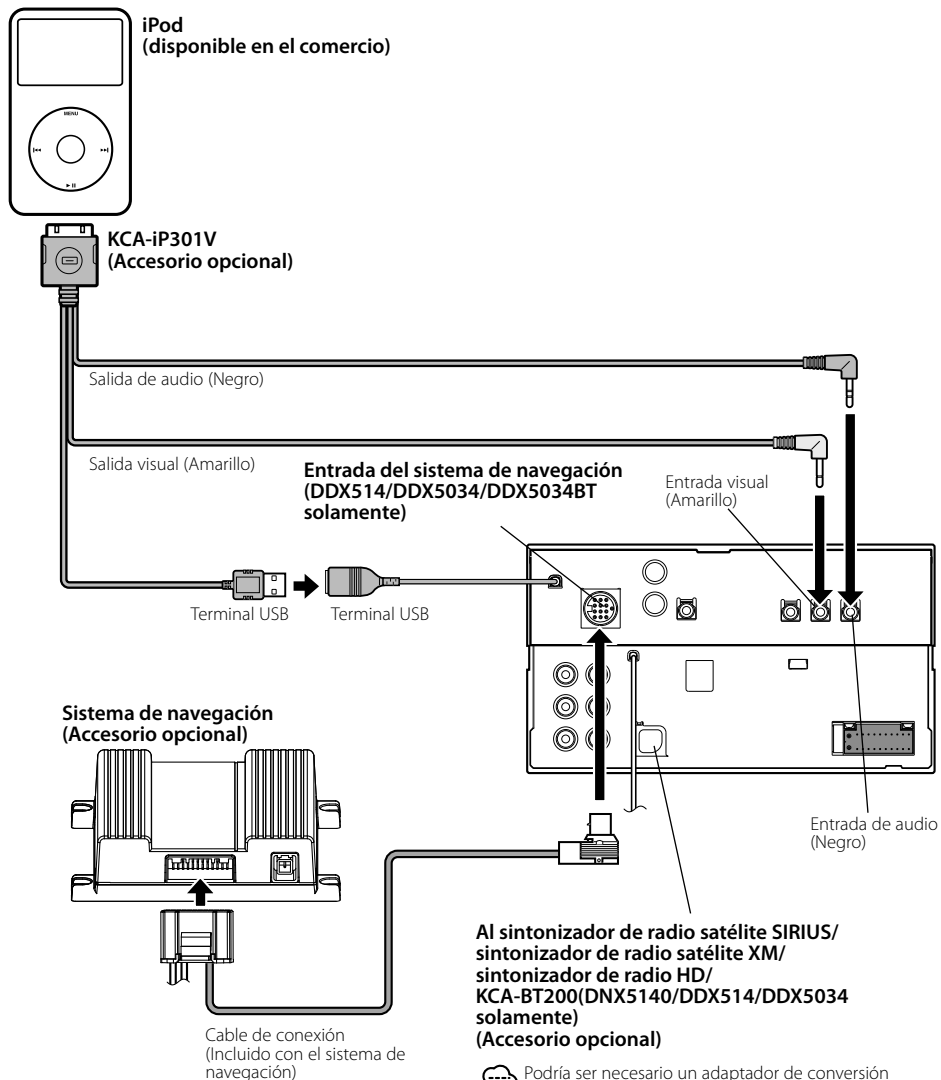 iPod
(disponible en el comercio)
MENU
KCA-iP301V
(Accesorio opcional)
Salida de audio (Negro)
Salida visual (Amarillo)
Entrada del sistema de navegación
(DDX514/DDX5034/DDX5034BT
solamente)
Entrada visual
(Amarillo)
Terminal USB
Terminal USB
Sistema de navegación
(Accesorio opcional)
Entrada de audio
(Negro)
Al sintonizador de radio satélite SIRIUS/
sintonizador de radio satélite XM/
sintonizador de radio HD/
KCA-BT200(DNX5140/DDX514/DDX5034
solamente)
(Accesorio opcional)
Cable de conexión
(Incluido con el sistema de
navegación)
Podría ser necesario un adaptador de conversión